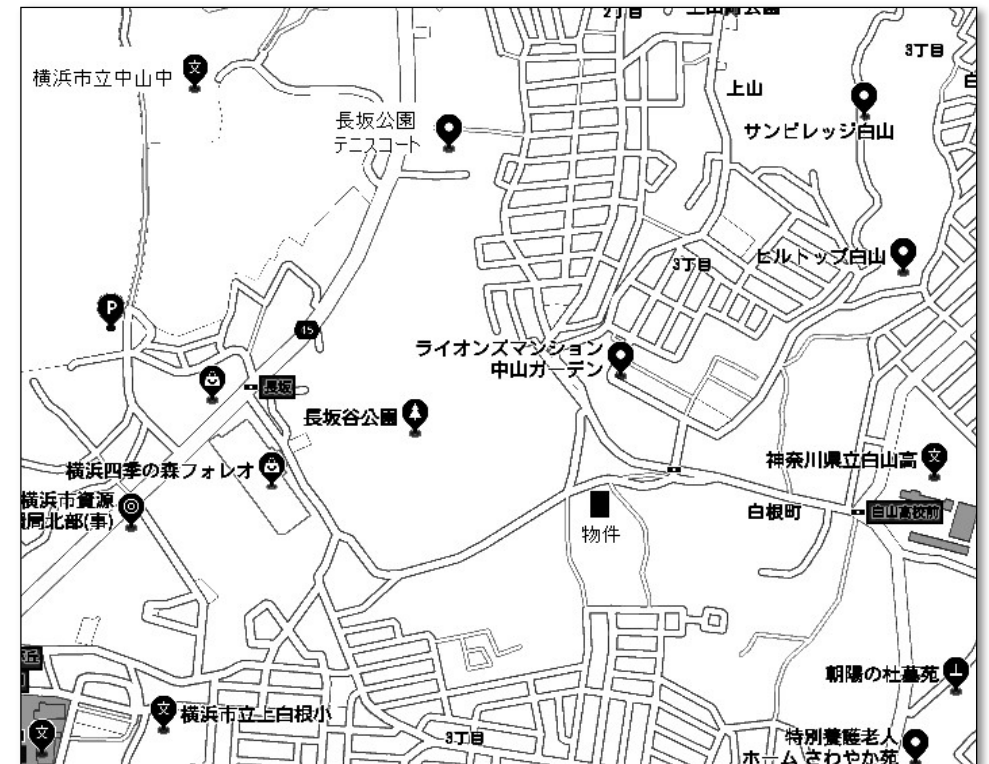 2丁目
3丁目
横浜市立中山中
文
上山
サンビレッジ白山
長坂公園
テニスコート
ヒルトップ白山
3丁目
P
45
ライオンズマンション
中山ガーデン
長坂
長坂谷公園
横浜四季の森フォレオ
神奈川県立白山高
文
横浜市資源
局北部(事)
白根町
白山高校前
物件
朝陽の杜墓苑
横浜市立上白根小
文
文
3丁目
特別養護老人
ホーム さわやか苑